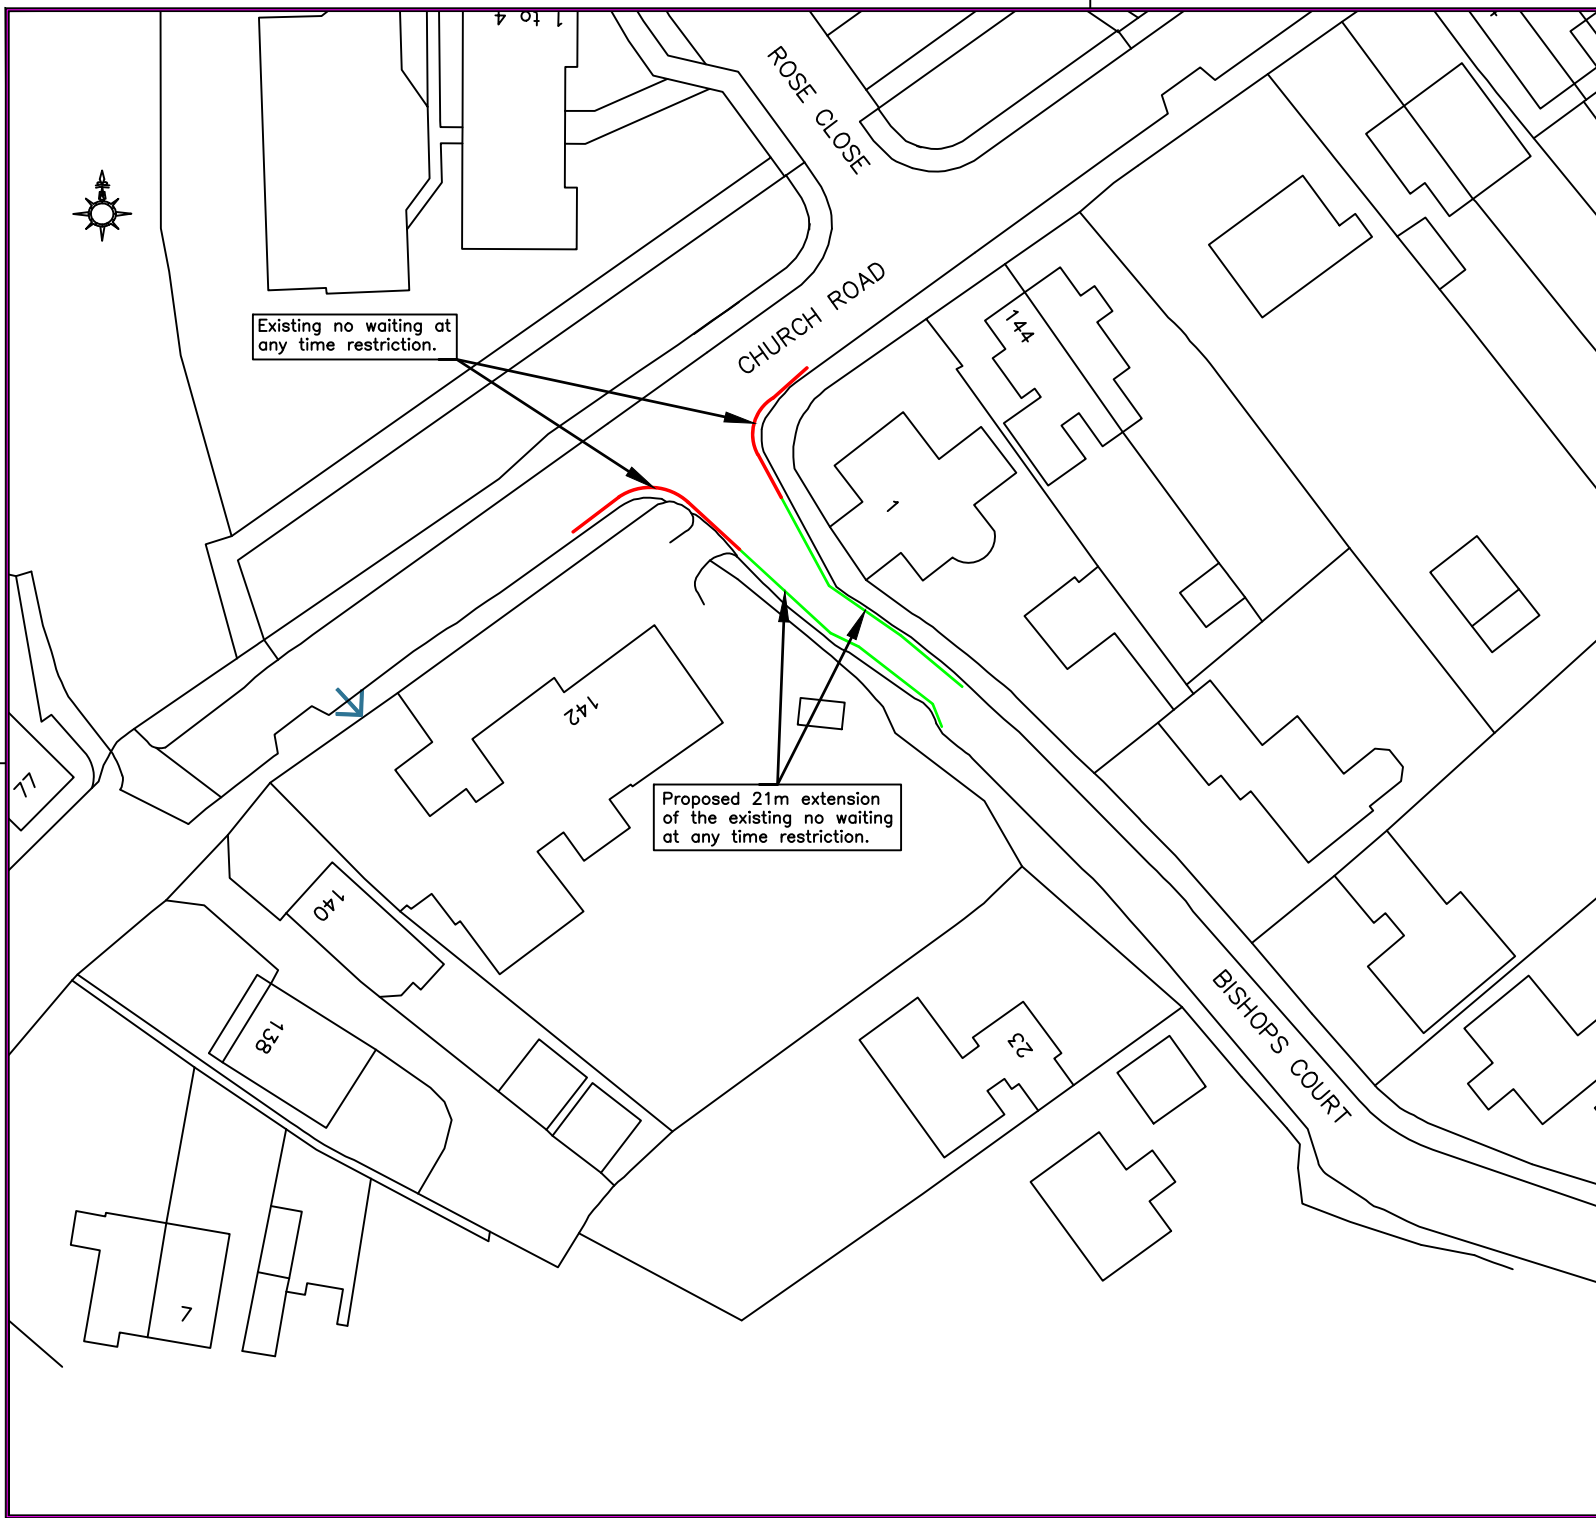 1 to 4
ROSE CLOSE
CHURCH ROAD
Existing no waiting at
any time restriction.
144
1
142
77
Proposed 21m extension
of the existing no waiting
at any time restriction.
140
138
23
BISHOPS COURT
7
N